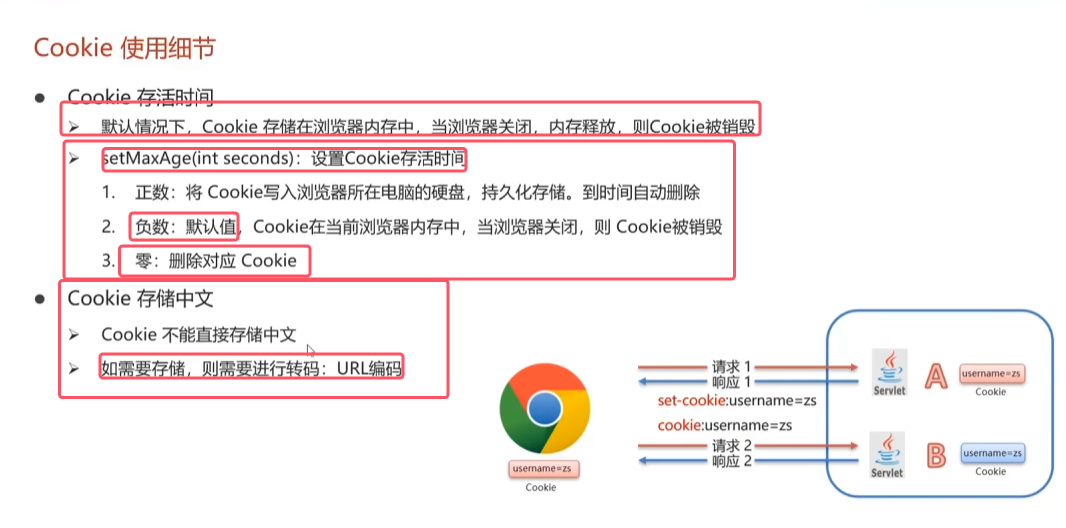 Cookie 使用细节
● Cookie 存活时间
➢ 默认情况下，Cookie 存储在浏览器内存中，当浏览器关闭，内存释放，则Cookie被销毁
➢ setMaxAge(int seconds)：设置Cookie存活时间
1. 正数：将 Cookie写入浏览器所在电脑的硬盘，持久化存储。到时间自动删除
2. 负数：默认值，Cookie在当前浏览器内存中，当浏览器关闭，则 Cookie被销毁
3. 零：删除对应 Cookie
● Cookie 存储中文
➢ Cookie 不能直接存储中文
➢ 如需要存储，则需要进行转码：URL编码
请求 1
响应 1
set-cookie:username=zs
cookie:username=zs
请求 2
响应 2
username=zs
Cookie
Java
Servlet
A
username=zs
Cookie
Java
Servlet
B
username=zs
Cookie